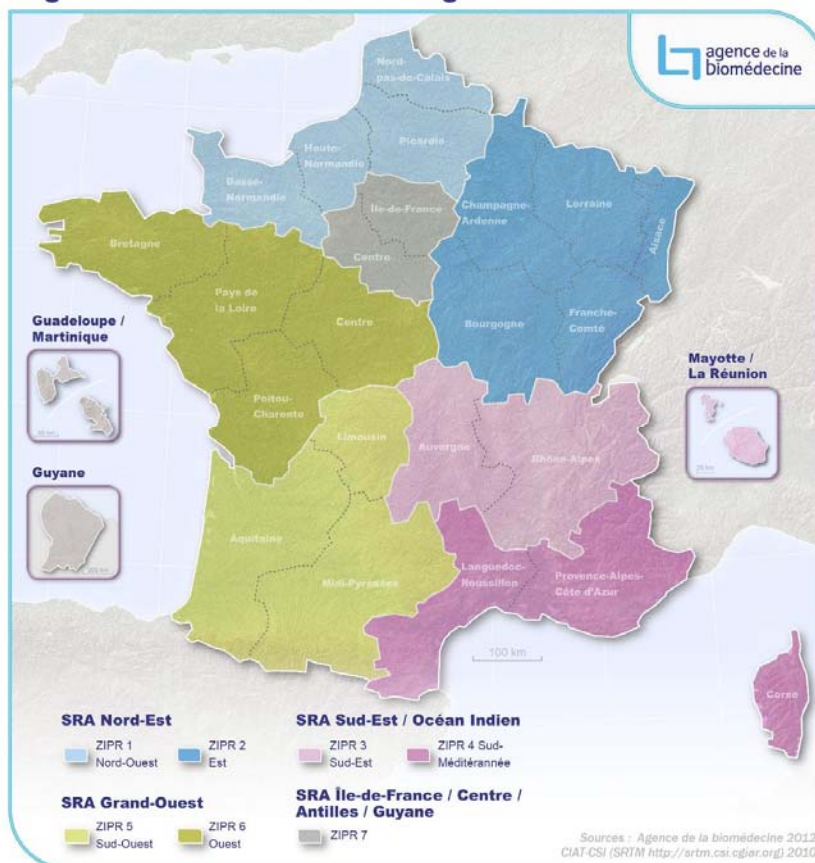 agence de la
biomédecine
Nord-
pas-de-Calais
Picardie
Haute-
Normandie
Basse-
Normandie
Île-de-France
Centre
Champagne-
Ardenne
Lorraine
Alsace
Bretagne
Pays de
la Loire
Centre
Bourgogne
Franche-
Comté
Guadeloupe /
Martinique
Mayotte /
La Réunion
25 km
Poitou-
Charente
Limousin
Auvergne
Rhône-Alpes
Guyane
Aquitaine
Midi-Pyrénées
Languedoc-
Roussillon
Provence-Alpes-
Côte d'Azur
100 km
Corse
SRA Nord-Est
ZIPR 1
Nord-Ouest
ZIPR 2
Est
SRA Sud-Est / Océan Indien
ZIPR 3
Sud-Est
ZIPR 4 Sud-
Méditérannée
SRA Grand-Ouest
ZIPR 5
Sud-Ouest
ZIPR 6
Ouest
SRA Île-de-France / Centre /
Antilles / Guyane
ZIPR 7
Sources : Agence de la biomédecine 2012
CIAT-CSI (SRTM http://srtm.csi.cgiar.org) 2010